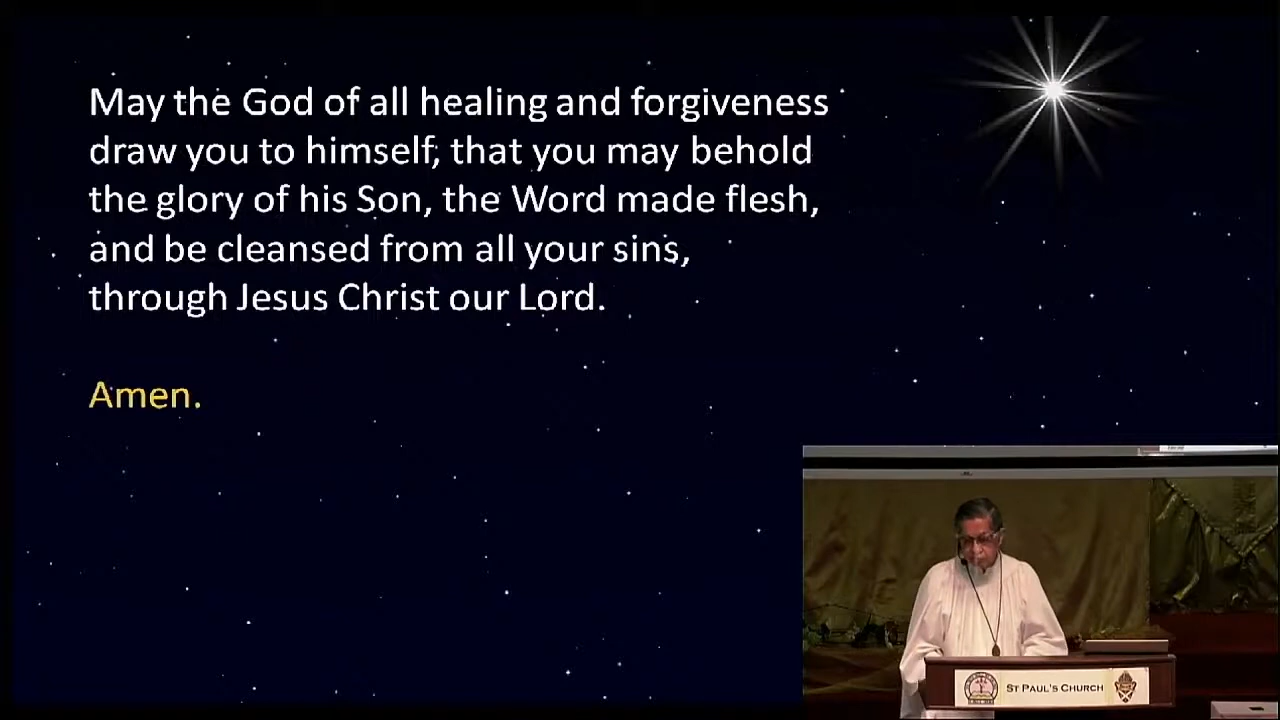 May the God of all healing and forgiveness
draw you to himself, that you may behold
the glory of his Son, the Word made flesh,
and be cleansed from all your sins,
through Jesus Christ our Lord.
Amen.
ST PAUL'S CHURCH